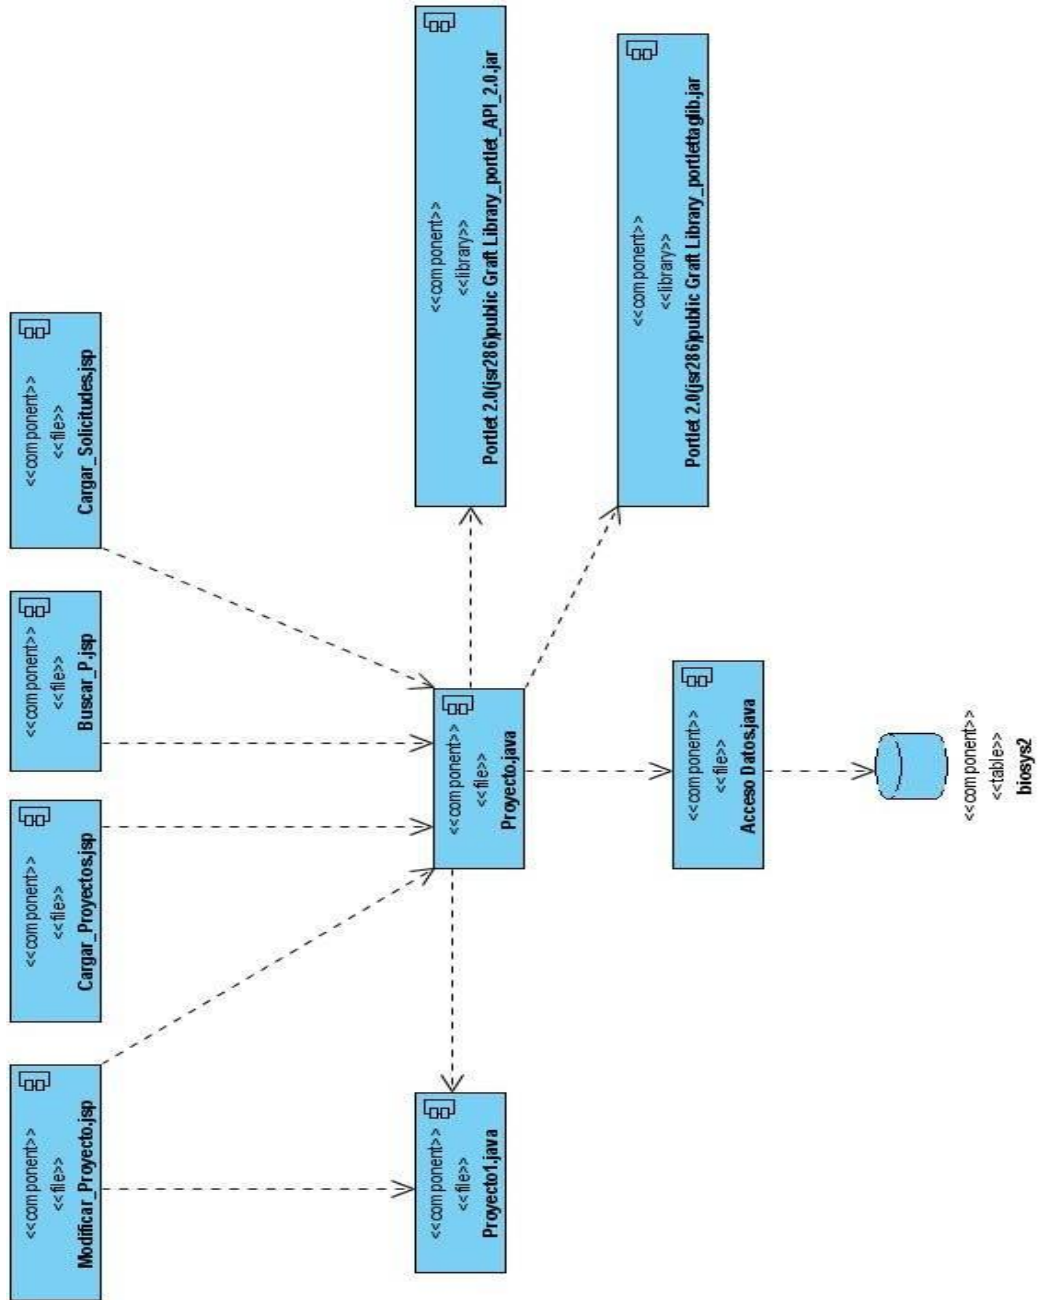 <<component>>
<<file>>
Modificar_Proyecto.jsp
<<component>>
<<file>>
Cargar_Proyectos.jsp
<<component>>
<<file>>
Buscar_P.jsp
<<component>>
<<file>>
Cargar_Solicitudes.jsp
<<component>>
<<file>>
Proyecto1.java
<<component>>
<<file>>
Proyecto.java
<<component>>
<<library>>
Portlet 2.0(jsr286)public Graft Library_portlet_API_2.0.jar
<<component>>
<<library>>
Portlet 2.0(jsr286)public Graft Library_portlettaglib.jar
<<component>>
<<file>>
Acceso Datos.java
<<component>>
<<table>>
biosys2